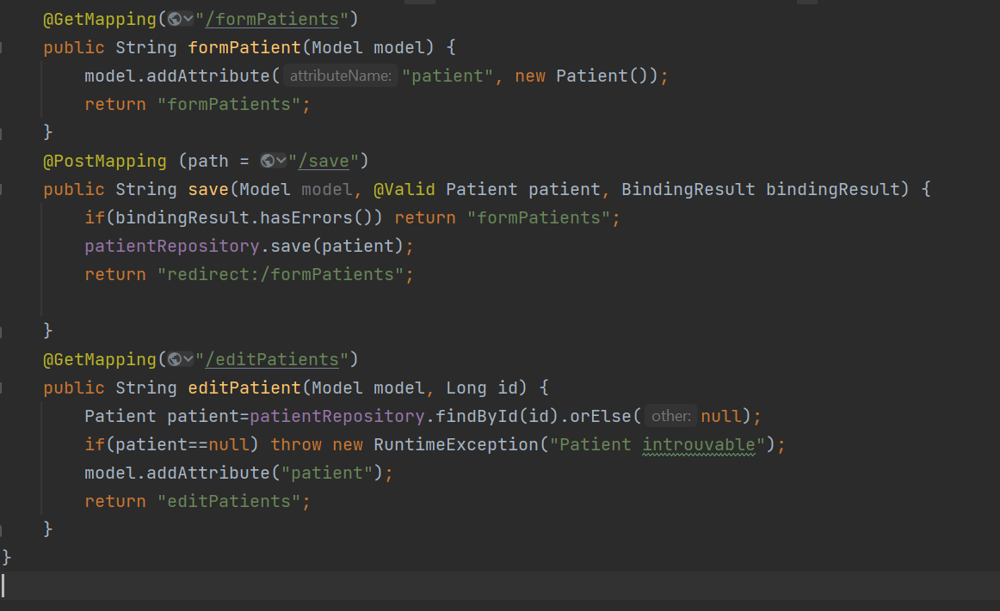 @GetMapping("/formPatients")
public String formPatient(Model model) {
model.addAttribute( attributeName: "patient", new Patient());
return "formPatients";
}
@PostMapping (path = "/save")
public String save(Model model, @Valid Patient patient, BindingResult bindingResult) {
if(bindingResult.hasErrors()) return "formPatients";
patientRepository.save(patient);
return "redirect:/formPatients";
}
@GetMapping("/editPatients")
public String editPatient(Model model, Long id) {
Patient patient=patientRepository.findById(id).orElse( other: null);
if(patient==null) throw new RuntimeException("Patient introuvable");
model.addAttribute("patient");
return "editPatients";
}
}